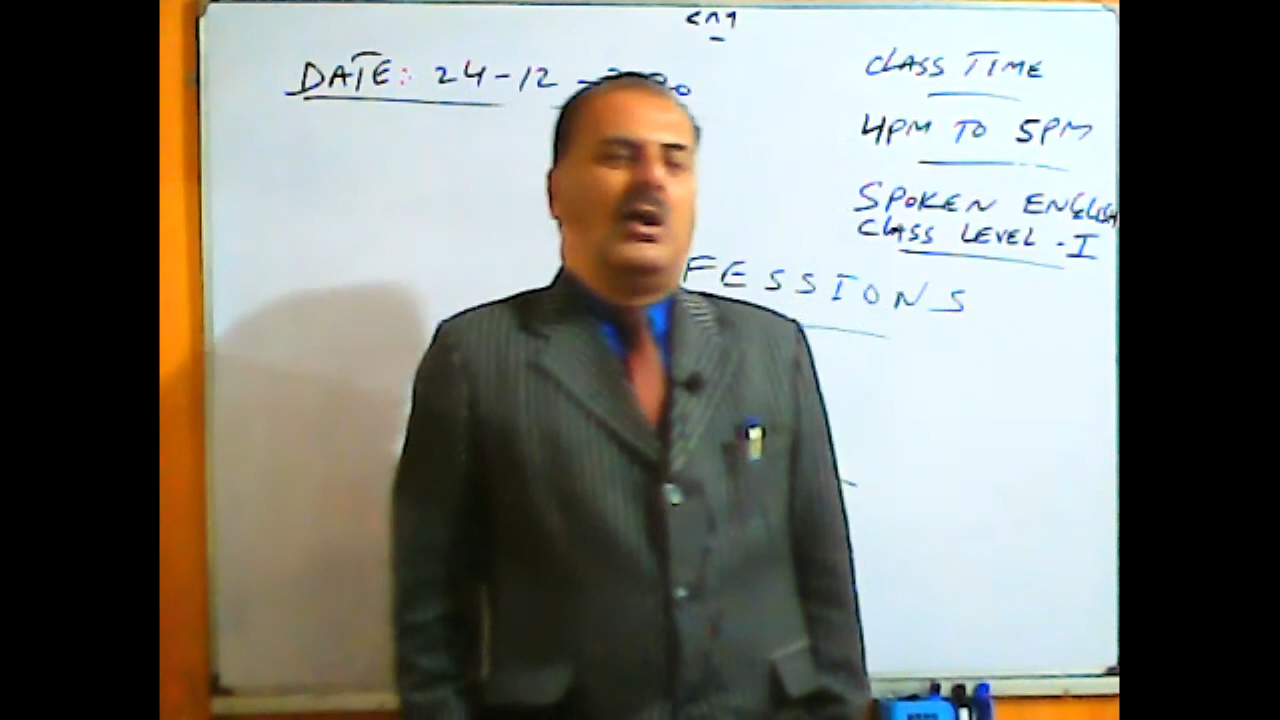 DATE: 24-12
CLASS TIME
4PM TO 5PM
SPOKEN ENGLISH
CLASS LEVEL - I
FESSIONS